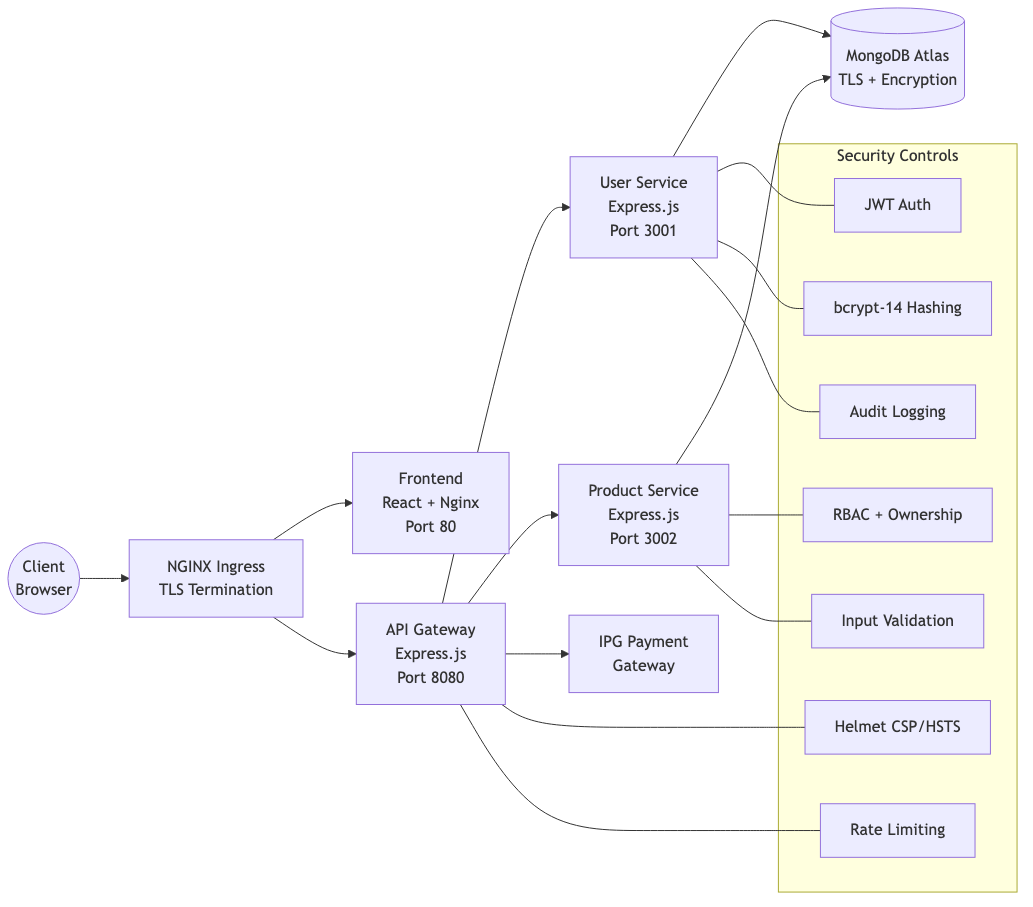 Client
Browser
NGINX Ingress
TLS Termination
Frontend
React + Nginx
Port 80
API Gateway
Express.js
Port 8080
User Service
Express.js
Port 3001
Product Service
Express.js
Port 3002
IPG Payment
Gateway
MongoDB Atlas
TLS + Encryption
Security Controls
JWT Auth
bcrypt-14 Hashing
Audit Logging
RBAC + Ownership
Input Validation
Helmet CSP/HSTS
Rate Limiting